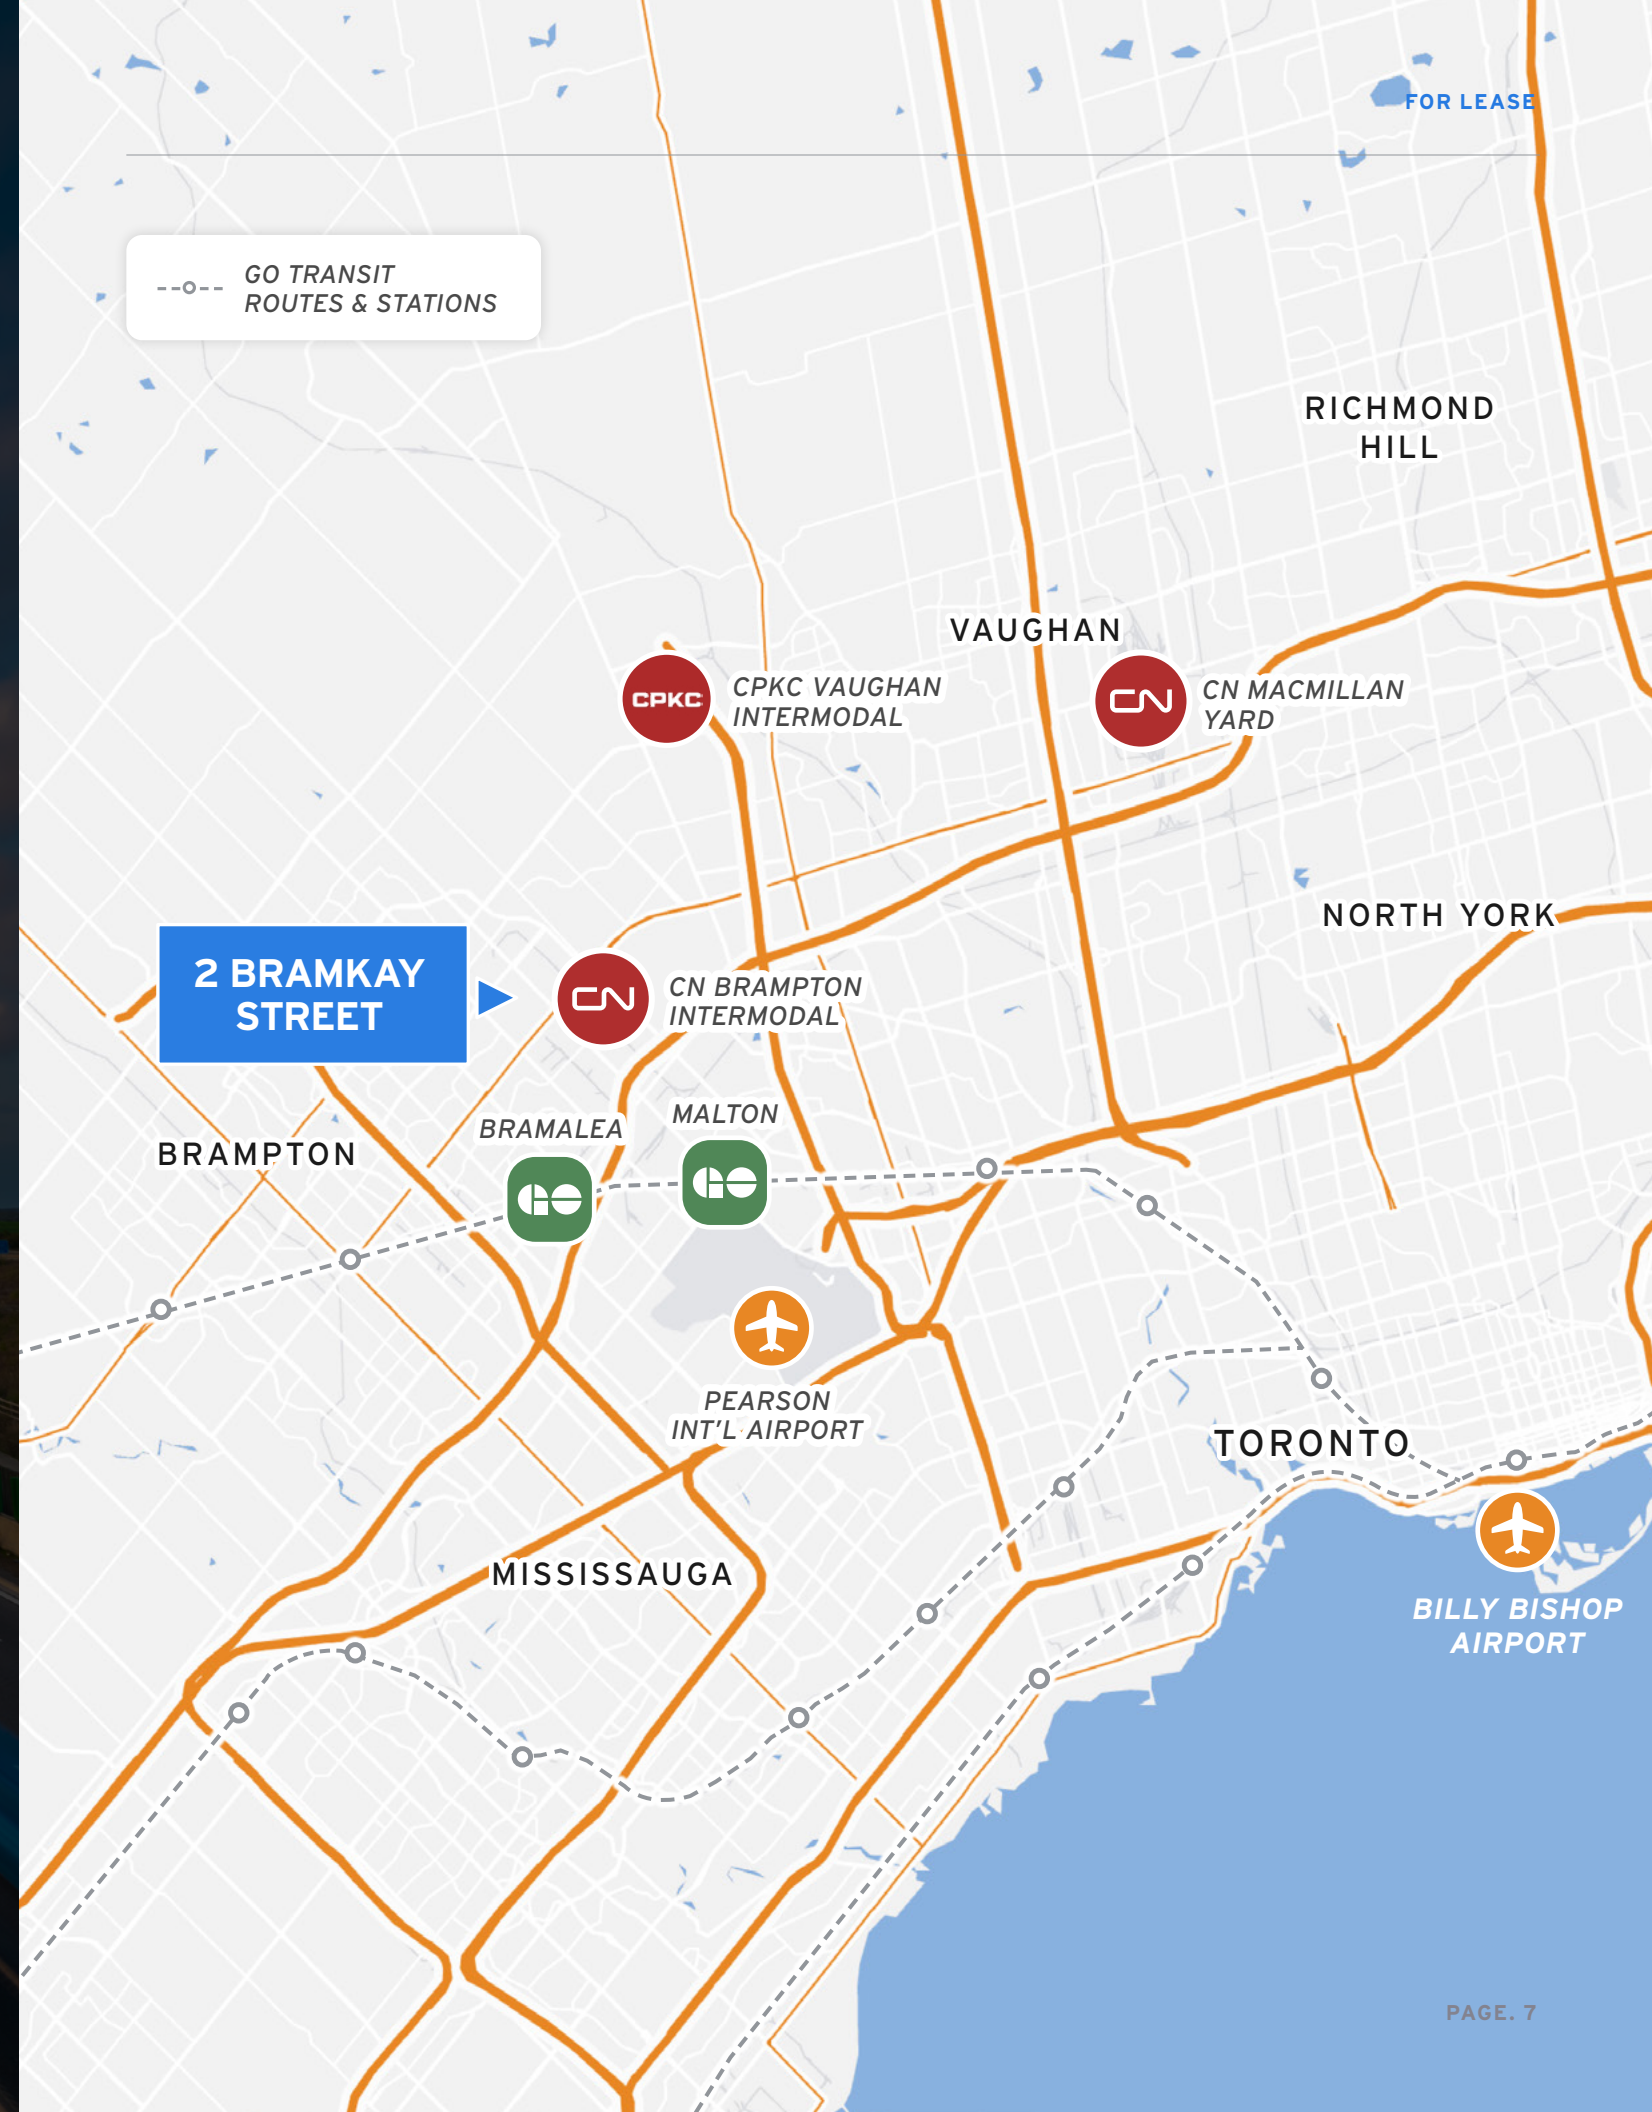 FOR LEASE
GO TRANSIT
ROUTES & STATIONS
RICHMOND
HILL
VAUGHAN
CPKC
CPKC VAUGHAN
INTERMODAL
CN
CN MACMILLAN
YARD
NORTH YORK
2 BRAMKAY
STREET
CN
CN BRAMPTON
INTERMODAL
BRAMALEA
MALTON
BRAMPTON
GO
GO
PEARSON
INT'L AIRPORT
TORONTO
MISSISSAUGA
BILLY BISHOP
AIRPORT
PAGE. 7